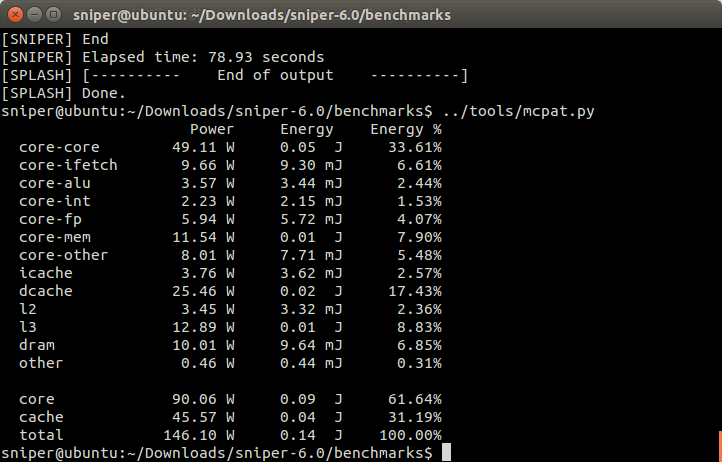 sniper@ubuntu: ~/Downloads/sniper-6.0/benchmarks
[SNIPER] End
[SNIPER] Elapsed time: 78.93 seconds
[SPLASH] [----------    End of output    ----------]
[SPLASH] Done.
sniper@ubuntu:~/Downloads/sniper-6.0/benchmarks$ ../tools/mcpat.py
                     Power     Energy    Energy %
  core-core        49.11 W    0.05  J     33.61%
  core-ifetch       9.66 W    9.30 mJ      6.61%
  core-alu          3.57 W    3.44 mJ      2.44%
  core-int          2.23 W    2.15 mJ      1.53%
  core-fp           5.94 W    5.72 mJ      4.07%
  core-mem         11.54 W    0.01  J      7.90%
  core-other        8.01 W    7.71 mJ      5.48%
  icache            3.76 W    3.62 mJ      2.57%
  dcache           25.46 W    0.02  J     17.43%
  l2                3.45 W    3.32 mJ      2.36%
  l3               12.89 W    0.01  J      8.83%
  dram             10.01 W    9.64 mJ      6.85%
  other             0.46 W    0.44 mJ      0.31%
  core             90.06 W    0.09  J     61.64%
  cache            45.57 W    0.04  J     31.19%
  total           146.10 W    0.14  J    100.00%
sniper@ubuntu:~/Downloads/sniper-6.0/benchmarks$